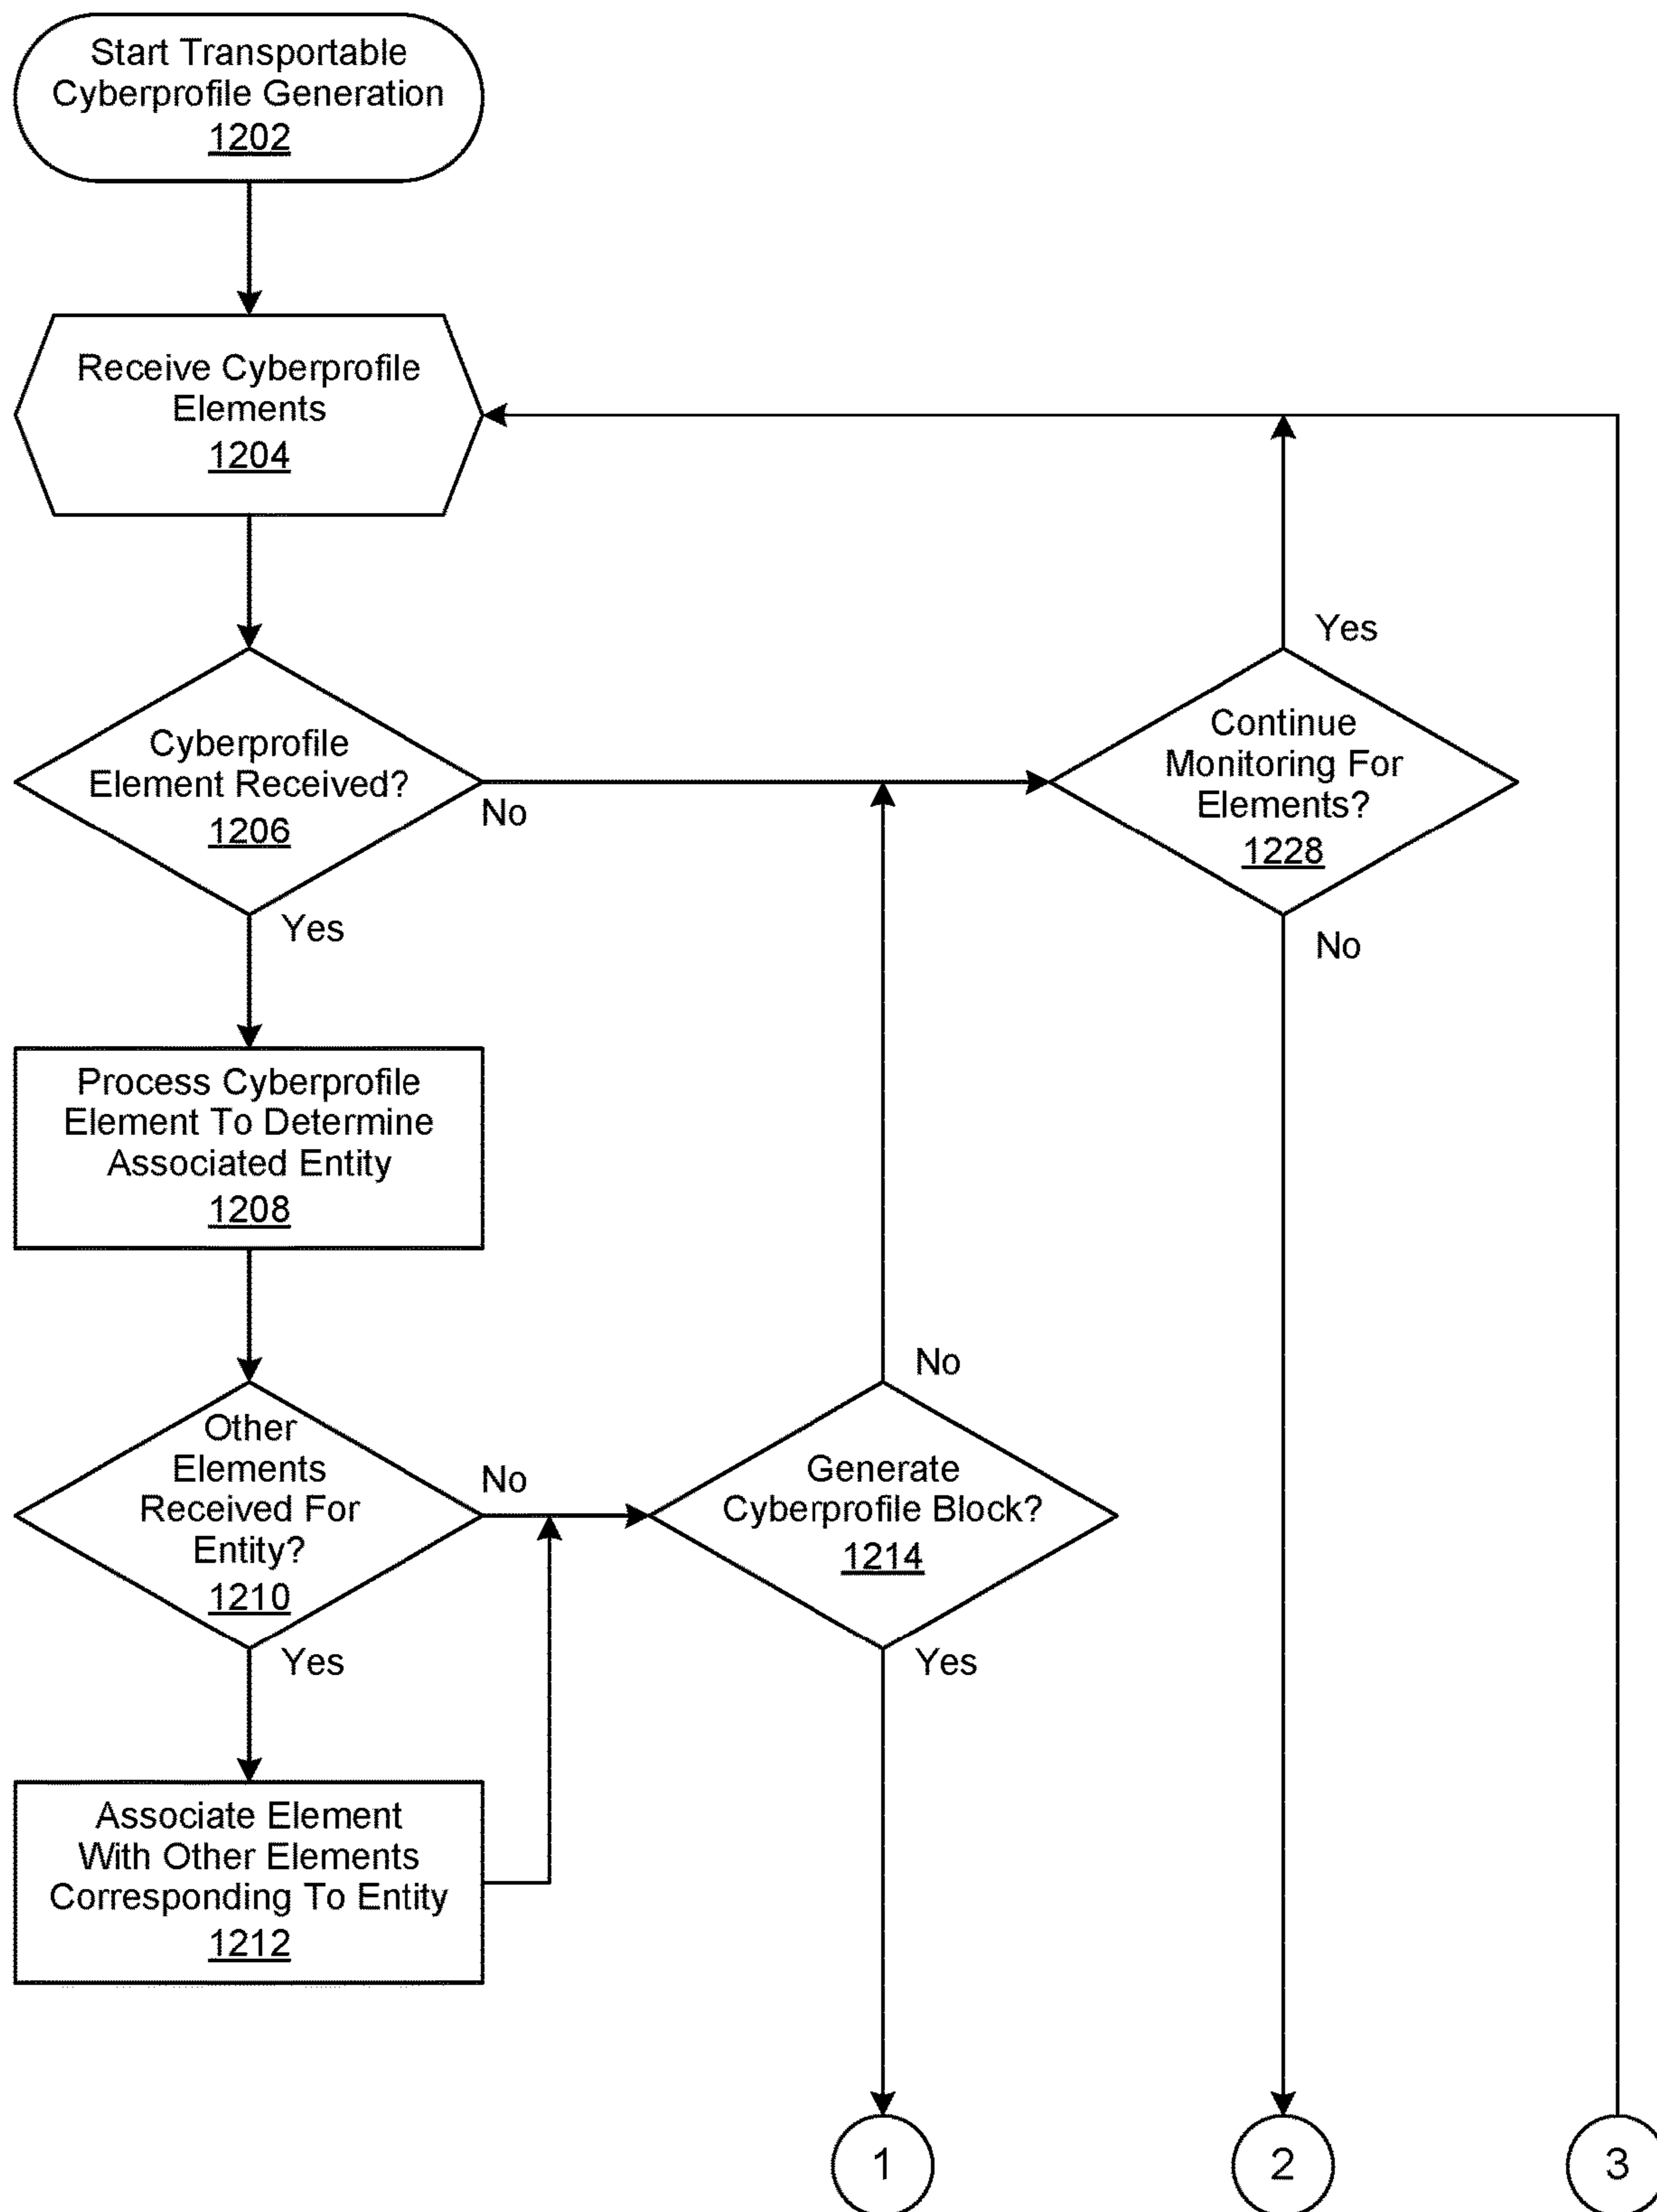 Start Transportable
Cyberprofile Generation
1202
Receive Cyberprofile
Elements
1204
Cyberprofile
Element Received?
1206
No
Yes
Continue
Monitoring For
Elements?
1228
Yes
No
Process Cyberprofile
Element To Determine
Associated Entity
1208
Other
Elements
Received For
Entity?
1210
No
Yes
Generate
Cyberprofile Block?
1214
No
Yes
Associate Element
With Other Elements
Corresponding To Entity
1212
1
2
3